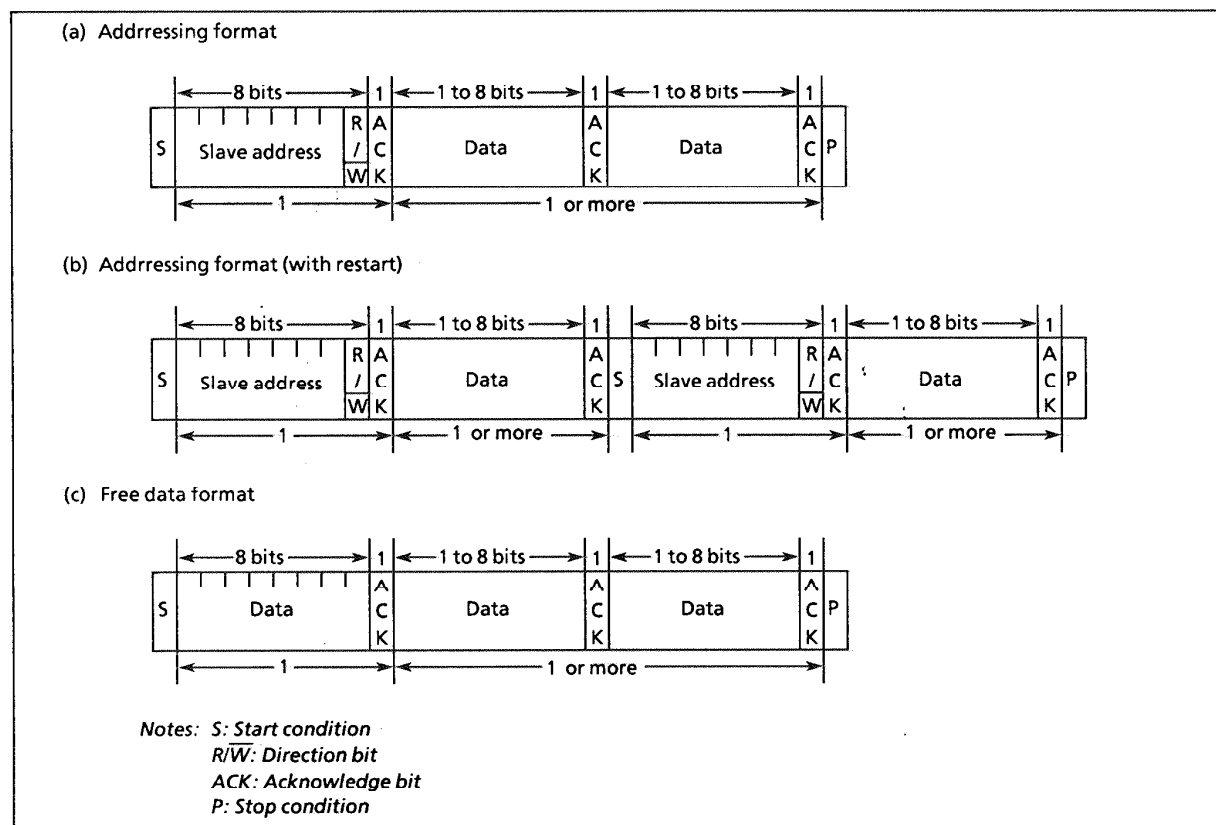 (a) Addrressing format
8 bits 1 1 to 8 bits 1 1 to 8 bits 1
S Slave address R/W̅ ACK Data ACK Data ACK P
1 1 or more
(b) Addrressing format (with restart)
8 bits 1 1 to 8 bits 1 8 bits 1 1 to 8 bits 1
S Slave address R/W̅ ACK Data ACK S Slave address R/W̅ ACK Data ACK P
1 1 or more 1 1 or more
(c) Free data format
8 bits 1 1 to 8 bits 1 1 to 8 bits 1
S Data ACK Data ACK Data ACK P
1 1 or more
Notes: S: Start condition
R/W̅: Direction bit
ACK: Acknowledge bit
P: Stop condition